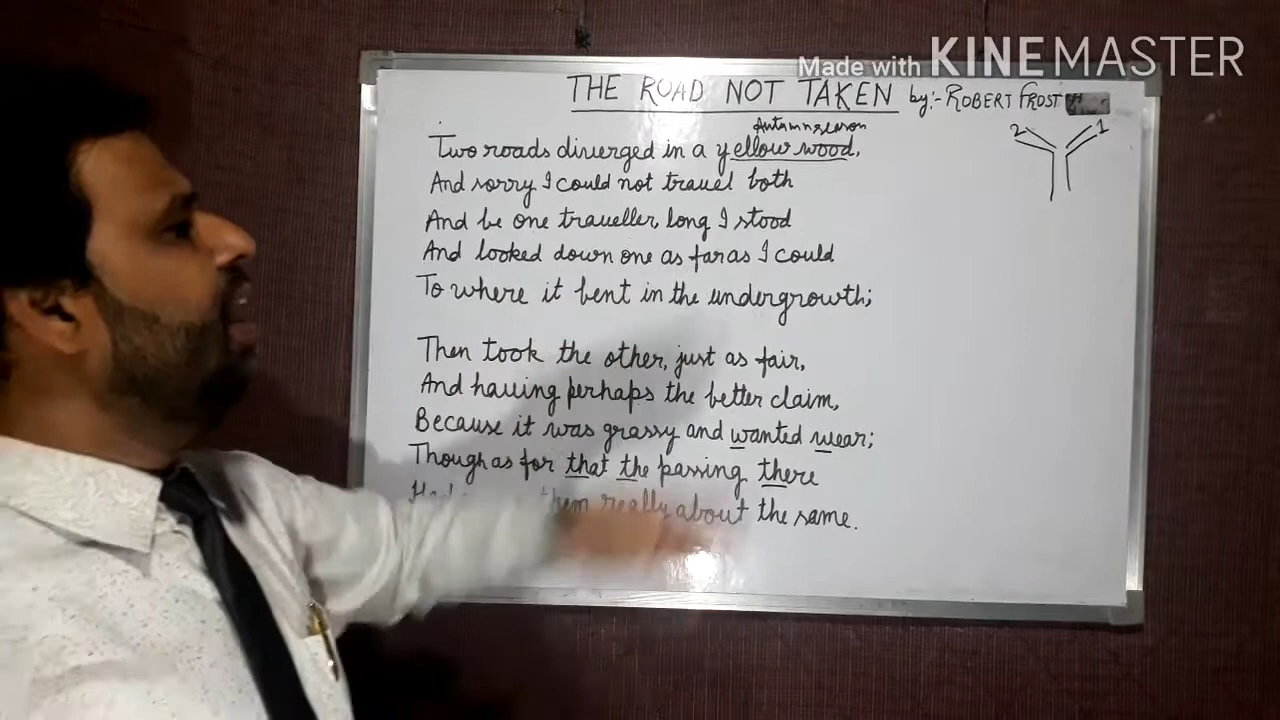 Made with KINEMASTER
THE ROAD NOT TAKEN by:- ROBERT FROST
2 1
Autumn season
Two roads diverged in a yellow wood,
And sorry I could not travel both
And be one traveller, long I stood
And looked down one as far as I could
To where it bent in the undergrowth;
Then took the other, just as fair,
And having perhaps the better claim,
Because it was grassy and wanted wear;
Though as for that the passing there
them really about the same.